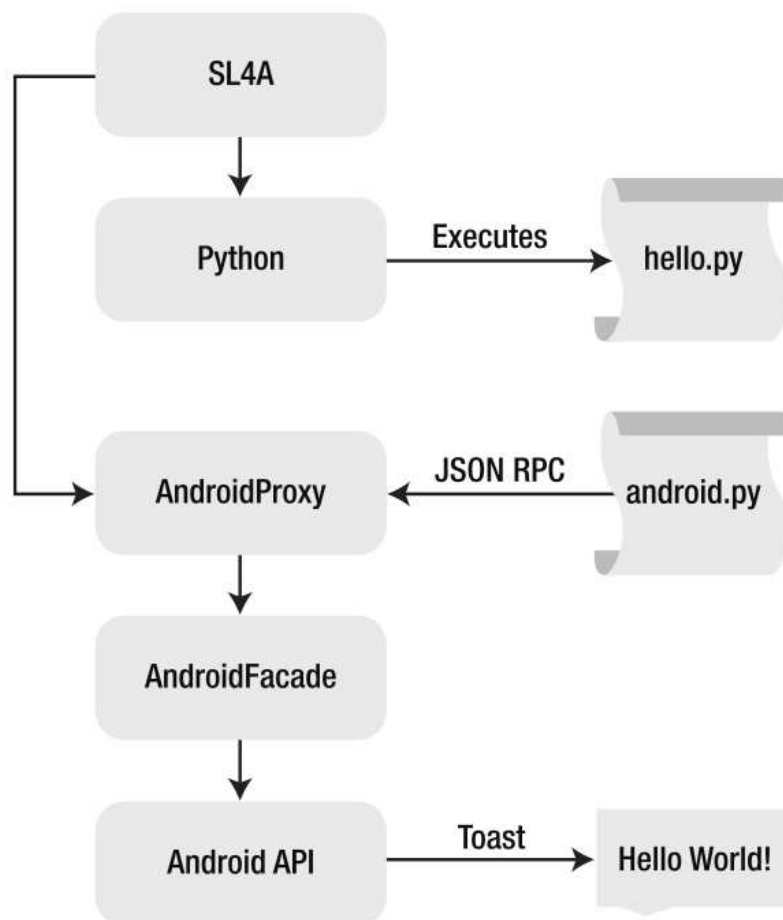 SL4A
Python
Executes
hello.py
AndroidProxy
JSON RPC
android.py
AndroidFacade
Android API
Toast
Hello World!